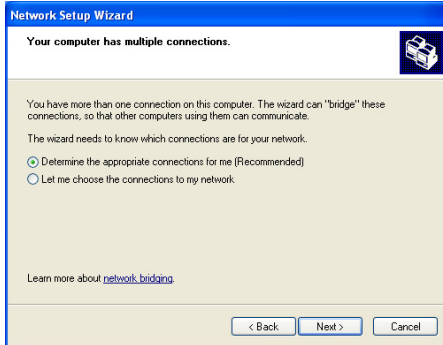 Network Setup Wizard
Your computer has multiple connections.
You have more than one connection on this computer. The wizard can "bridge" these
connections, so that other computers using them can communicate.
The wizard needs to know which connections are for your network.
Determine the appropriate connections for me (Recommended)
Let me choose the connections to my network
Learn more about network bridging.
< Back Next > Cancel